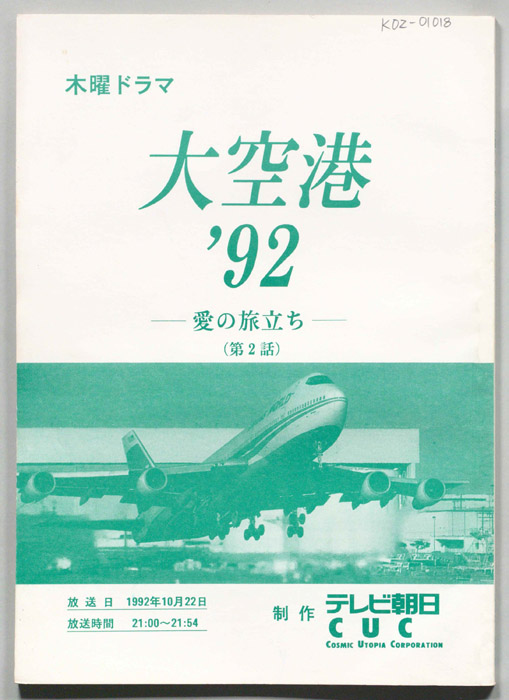 KOZ-01018
木曜ドラマ
大空港
'92
愛の旅立ち
(第2話)
WORLD
放送日 1992年10月22日
放送時間 21:00〜21:54
制作 テレビ朝日
CUC
COSMIC UTOPIA CORPORATION